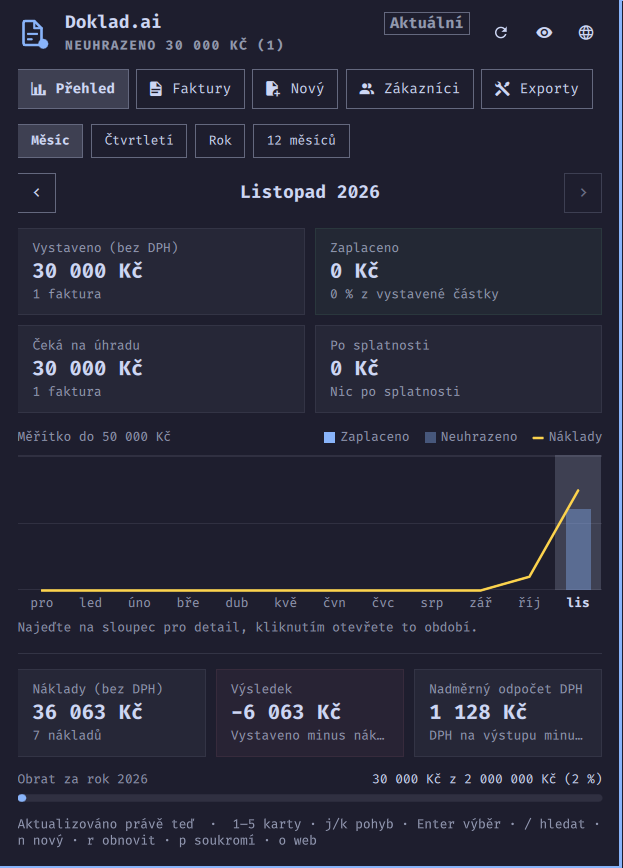 Doklad.ai
Aktuální
NEUHRAZENO 30 000 KČ (1)
Přehled
Faktury
Nový
Zákazníci
Exporty
Měsíc
Čtvrtletí
Rok
12 měsíců
Listopad 2026
Vystaveno (bez DPH)
30 000 Kč
1 faktura
Zaplaceno
0 Kč
0 % z vystavené částky
Čeká na úhradu
30 000 Kč
1 faktura
Po splatnosti
0 Kč
Nic po splatnosti
Měřítko do 50 000 Kč
Zaplaceno
Neuhrazeno
Náklady
pro led úno bře dub kvě čvn čvc srp zář říj lis
Najeďte na sloupec pro detail, kliknutím otevřete to období.
Náklady (bez DPH)
36 063 Kč
7 nákladů
Výsledek
-6 063 Kč
Vystaveno minus nák…
Nadměrný odpočet DPH
1 128 Kč
DPH na výstupu minu…
Obrat za rok 2026
30 000 Kč z 2 000 000 Kč (2 %)
Aktualizováno právě teď · 1–5 karty · j/k pohyb · Enter výběr · / hledat ·
n nový · r obnovit · p soukromí · o web